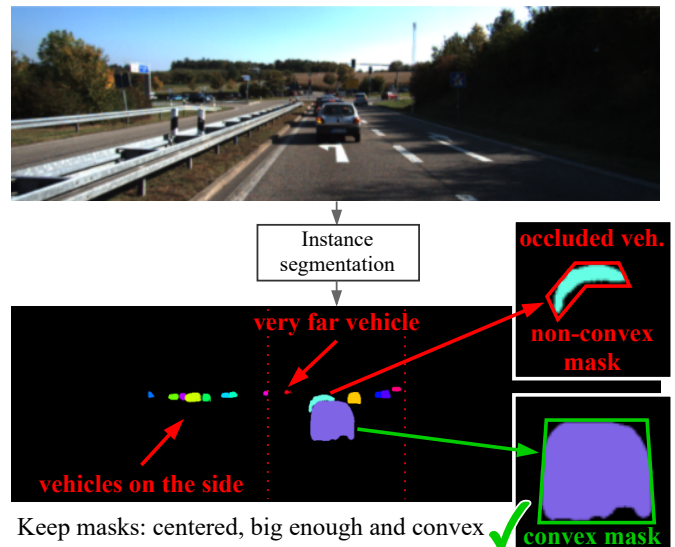 Instance
segmentation
occluded veh.
non-convex
mask
very far vehicle
vehicles on the side
Keep masks: centered, big enough and convex
convex mask